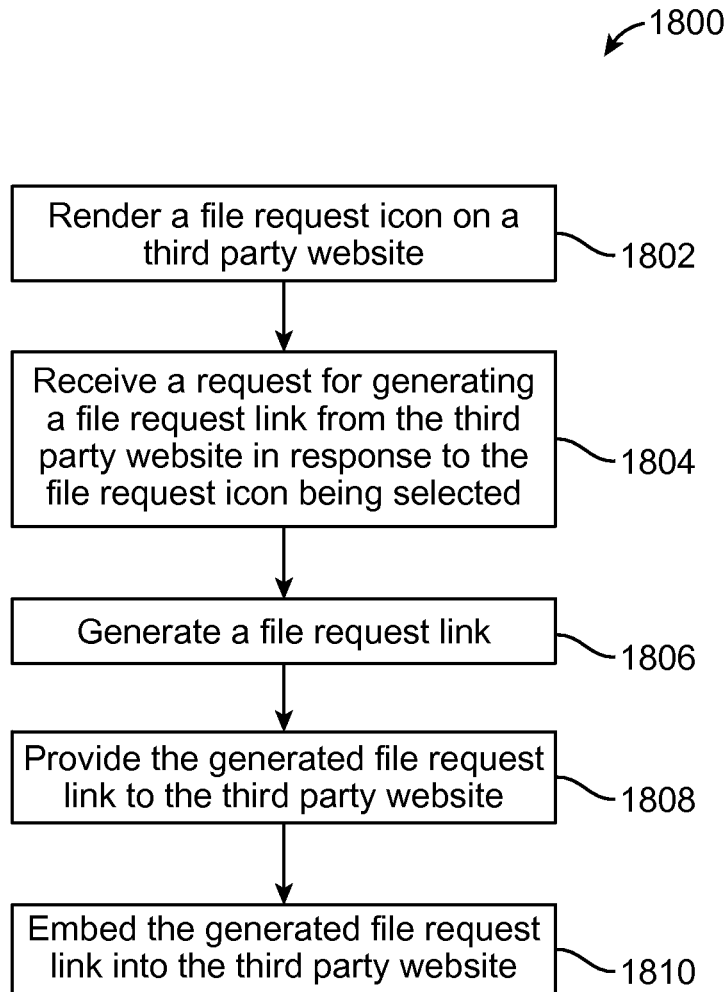 1800
Render a file request icon on a
third party website
1802
Receive a request for generating
a file request link from the third
party website in response to the
file request icon being selected
1804
Generate a file request link
1806
Provide the generated file request
link to the third party website
1808
Embed the generated file request
link into the third party website
1810